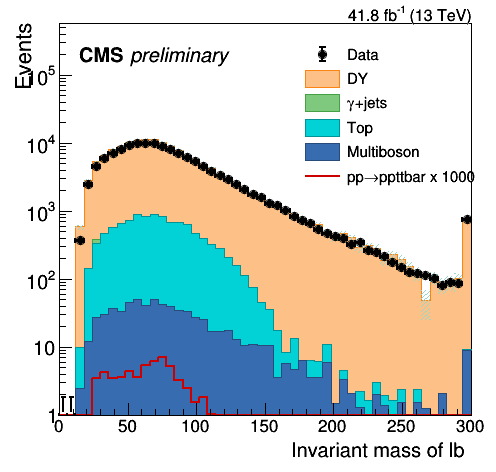 41.8 fb⁻¹ (13 TeV)
Events
CMS preliminary
Data
DY
γ+jets
Top
Multiboson
pp→ppttbar x 1000
10⁵
10⁴
10³
10²
10
1
0 50 100 150 200 250 300
Invariant mass of lb